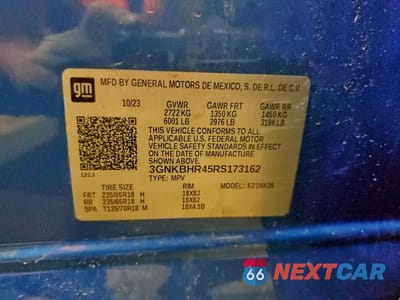 gm
MFD BY GENERAL MOTORS DE MEXICO, S. DE R.L. DE C.V.
10/23 GVWR GAWR FRT GAWR RR
2722 KG 1350 KG 1450 KG
6001 LB 2976 LB 3196 LB
THIS VEHICLE CONFORMS TO ALL APPLICABLE
U.S. FEDERAL MOTOR
VEHICLE SAFETY STANDARDS IN EFFECT ON THE
DATE OF MANUFACTURE
SHOWN ABOVE.
3GNKBHR45RS173162
TYPE: MPV MODEL:
121J
TIRE SIZE RIM
FRT 235/65R18 H 18X8J
RR 235/65R18 H 18X8J
SPA T135/70R18 M 18X4.5B
66 NEXTCAR